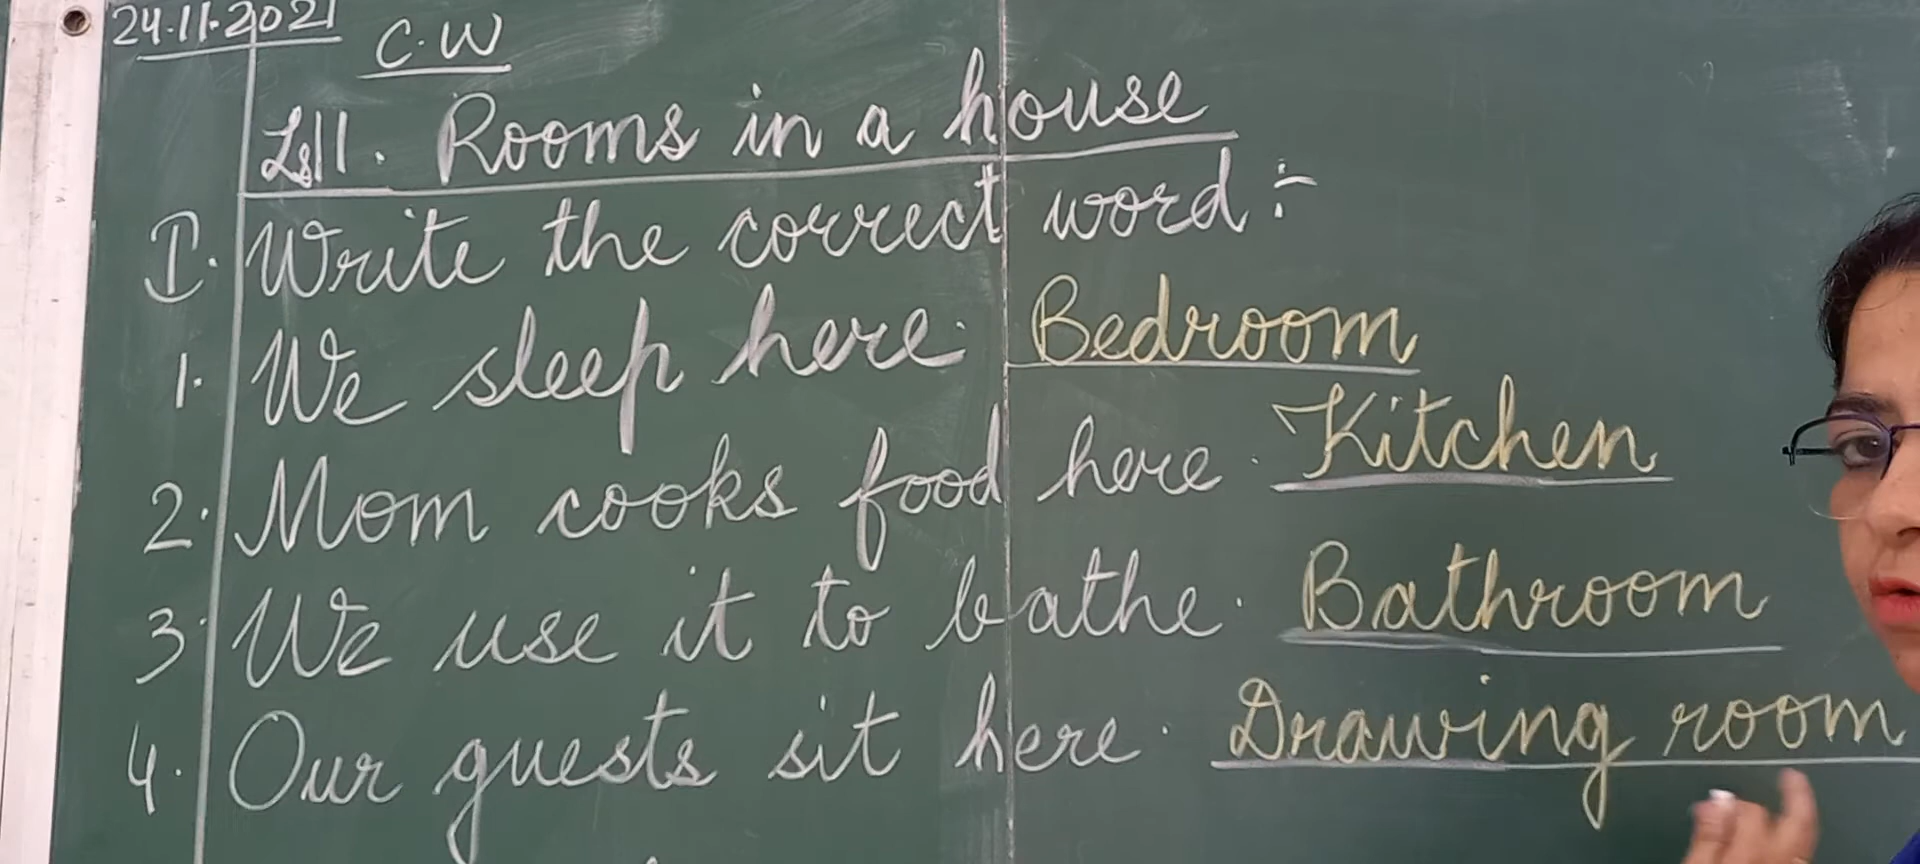 24.11.2021
C.W
Ls11. Rooms in a house
I. Write the correct word :-
1. We sleep here. Bedroom
2. Mom cooks food here. Kitchen
3. We use it to bathe. Bathroom
4. Our guests sit here. Drawing room